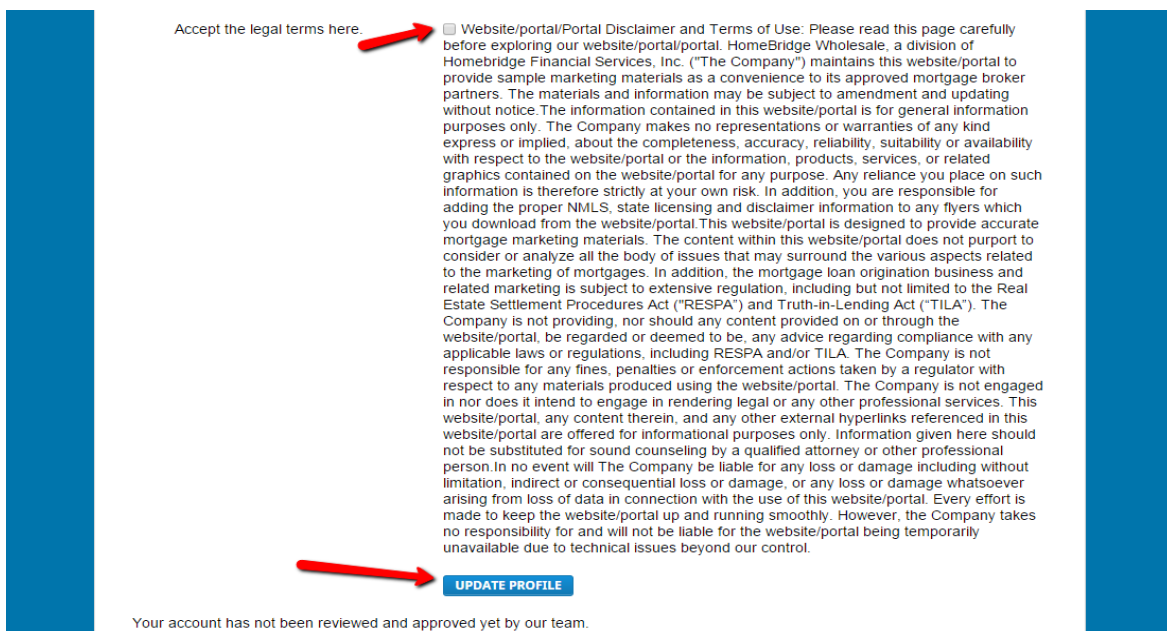 Accept the legal terms here.
Website/portal/Portal Disclaimer and Terms of Use: Please read this page carefully
before exploring our website/portal/portal. HomeBridge Wholesale, a division of
Homebridge Financial Services, Inc. ("The Company") maintains this website/portal to
provide sample marketing materials as a convenience to its approved mortgage broker
partners. The materials and information may be subject to amendment and updating
without notice.The information contained in this website/portal is for general information
purposes only. The Company makes no representations or warranties of any kind
express or implied, about the completeness, accuracy, reliability, suitability or availability
with respect to the website/portal or the information, products, services, or related
graphics contained on the website/portal for any purpose. Any reliance you place on such
information is therefore strictly at your own risk. In addition, you are responsible for
adding the proper NMLS, state licensing and disclaimer information to any flyers which
you download from the website/portal.This website/portal is designed to provide accurate
mortgage marketing materials. The content within this website/portal does not purport to
consider or analyze all the body of issues that may surround the various aspects related
to the marketing of mortgages. In addition, the mortgage loan origination business and
related marketing is subject to extensive regulation, including but not limited to the Real
Estate Settlement Procedures Act ("RESPA”) and Truth-in-Lending Act (“TILA”). The
Company is not providing, nor should any content provided on or through the
website/portal, be regarded or deemed to be, any advice regarding compliance with any
applicable laws or regulations, including RESPA and/or TILA. The Company is not
responsible for any fines, penalties or enforcement actions taken by a regulator with
respect to any materials produced using the website/portal. The Company is not engaged
in nor does it intend to engage in rendering legal or any other professional services. This
website/portal, any content therein, and any other external hyperlinks referenced in this
website/portal are offered for informational purposes only. Information given here should
not be substituted for sound counseling by a qualified attorney or other professional
person.In no event will The Company be liable for any loss or damage including without
limitation, indirect or consequential loss or damage, or any loss or damage whatsoever
arising from loss of data in connection with the use of this website/portal. Every effort is
made to keep the website/portal up and running smoothly. However, the Company takes
no responsibility for and will not be liable for the website/portal being temporarily
unavailable due to technical issues beyond our control.
UPDATE PROFILE
Your account has not been reviewed and approved yet by our team.